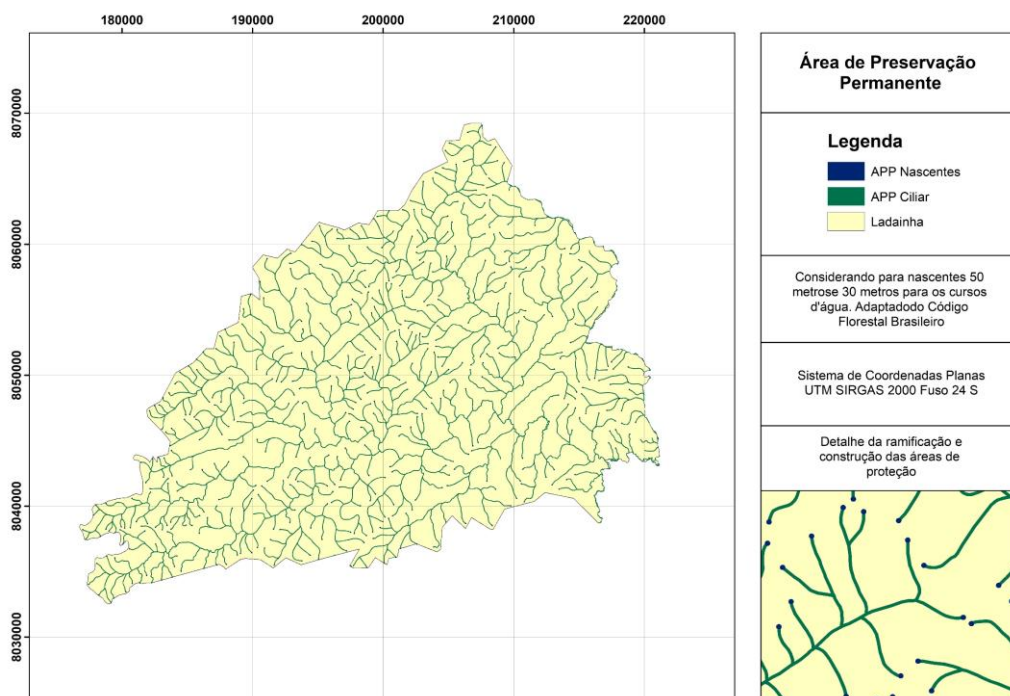 180000
190000
200000
210000
220000
8070000
8060000
8050000
8040000
8030000
Área de Preservação
Permanente
Legenda
APP Nascentes
APP Ciliar
Ladainha
Considerando para nascentes 50
metrose 30 metros para os cursos
d'água. Adaptadodo Código
Florestal Brasileiro
Sistema de Coordenadas Planas
UTM SIRGAS 2000 Fuso 24 S
Detalhe da ramificação e
construção das áreas de
proteção